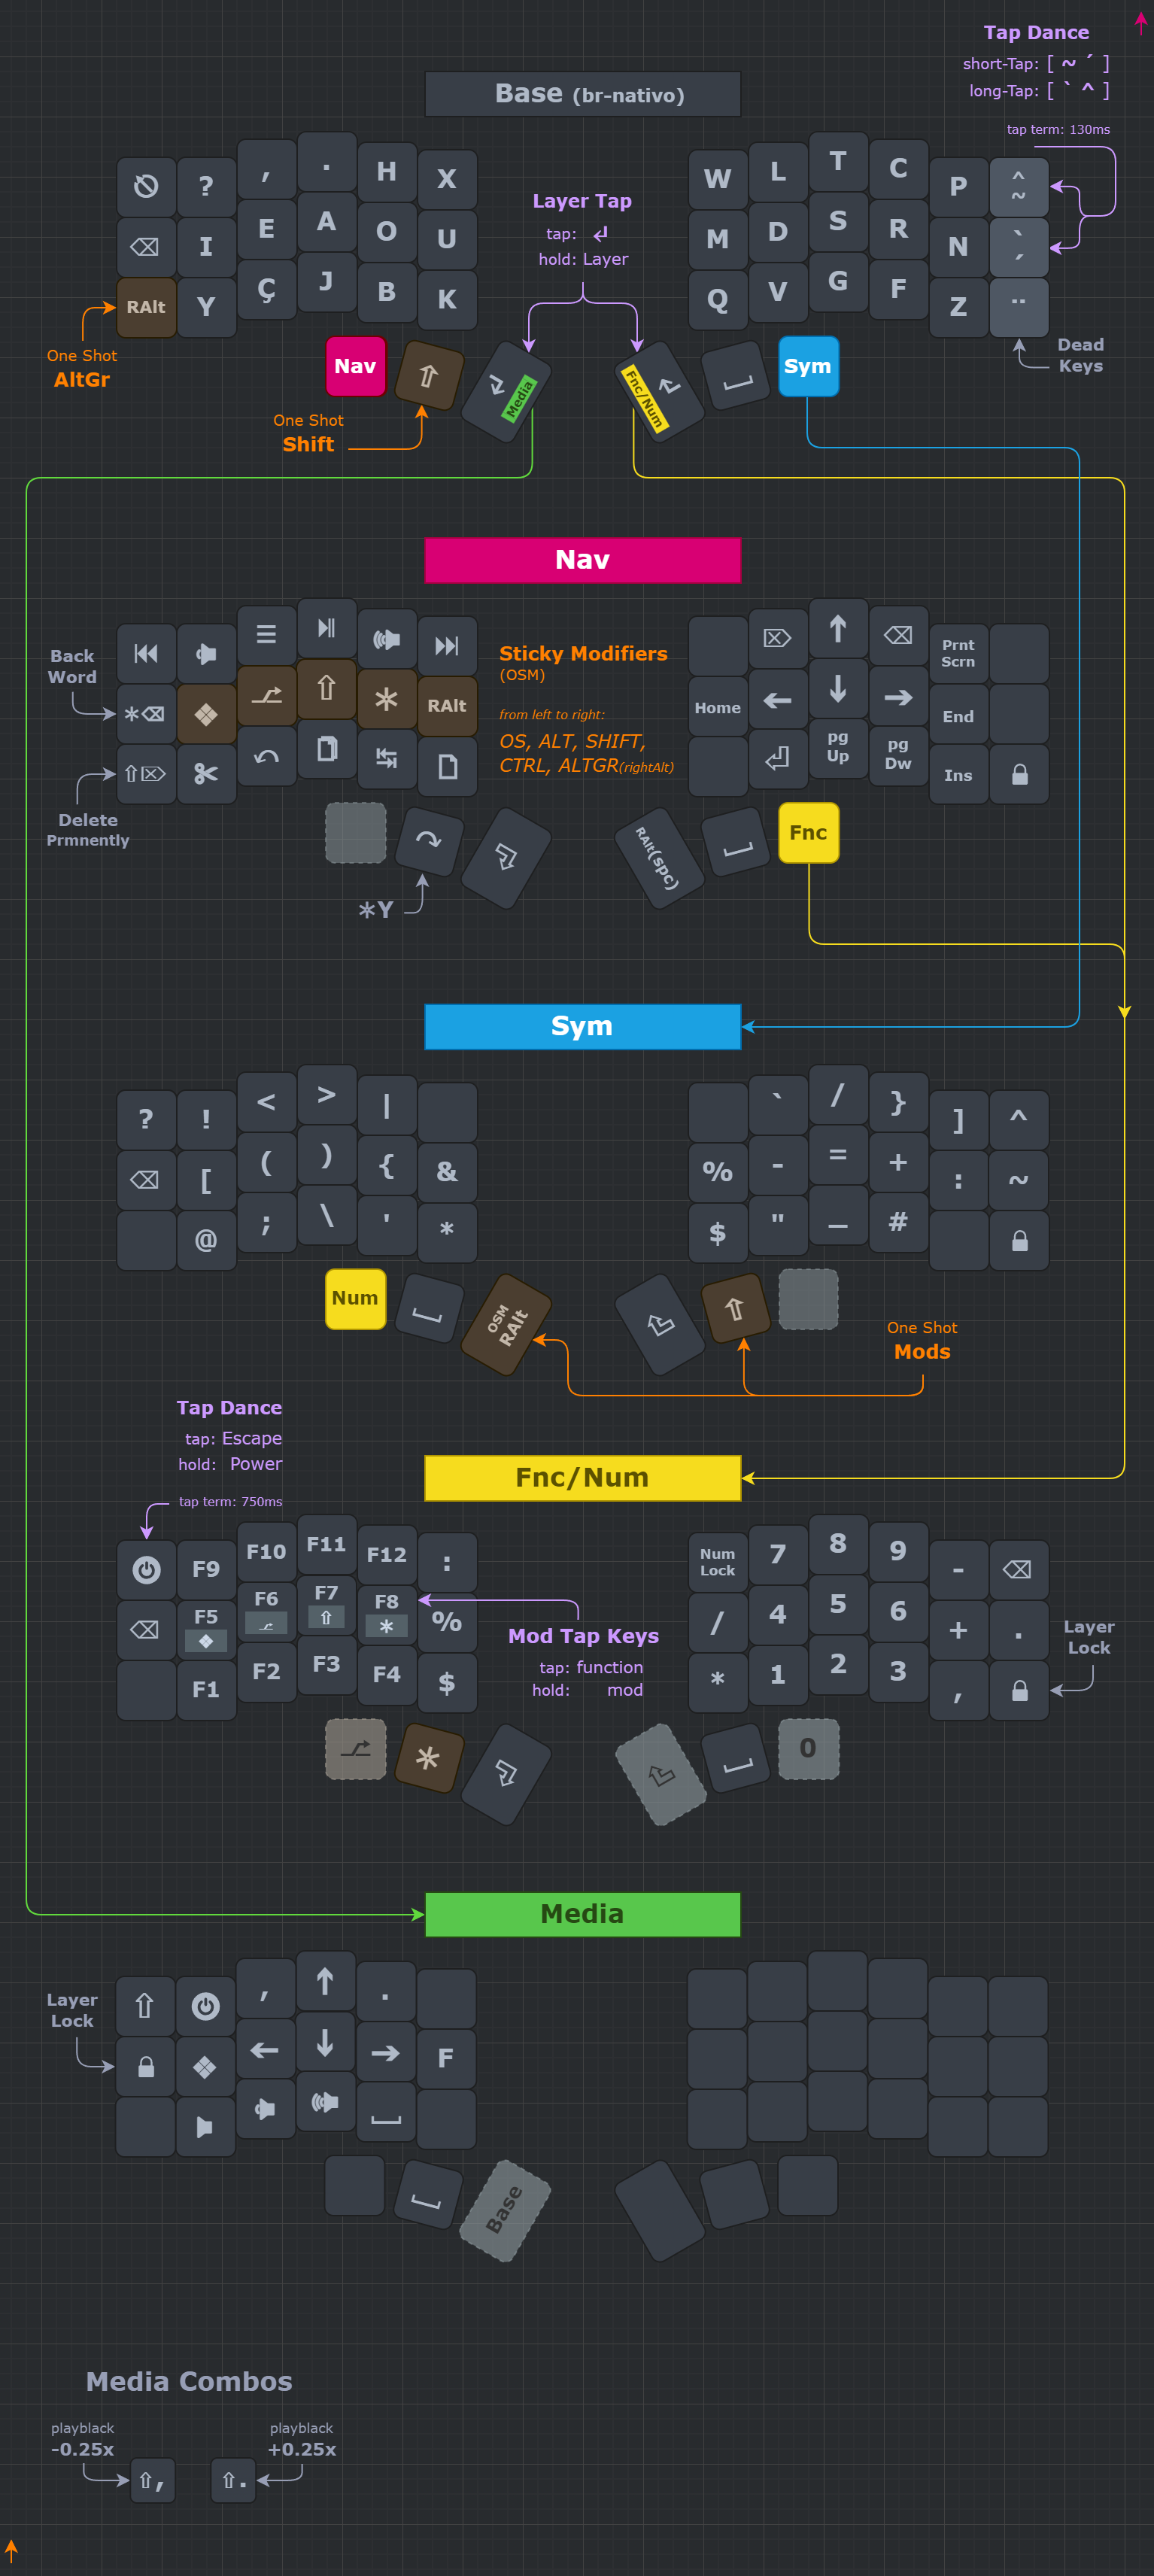 Tap Dance
short-Tap: [ ~ ´ ]
long-Tap: [ ` ^ ]
tap term: 130ms
Base (br-nativo)
? , . H X W L T C P ^ ~
⌫ I E A O U M D S R N ` ´
RAlt Y Ç J B K Q V G F Z ¨
Layer Tap
tap: ↲
hold: Layer
One Shot
AltGr
Dead
Keys
Nav ⇧ Media Fnc/Num Sym
One Shot
Shift
Nav
Prnt
Scrn
Back
Word
Sticky Modifiers
(OSM)
from left to right:
OS, ALT, SHIFT,
CTRL, ALTGR(rightAlt)
*⌫ ❖ ⇧ * RAlt Home ← ↓ → End
pg
Up
pg
Dw
Ins
Delete
Prmnently
RAlt(spc)
Fnc
*Y
Sym
? ! < > | ` / } ] ^
⌫ [ ( ) { & % - = + : ~
@ ; \ ' * $ " _ #
Num
OSM
RAlt
⇧
One Shot
Mods
Tap Dance
tap: Escape
hold: Power
tap term: 750ms
Fnc/Num
F9 F10 F11 F12 :
Num
Lock
7 8 9 - ⌫
⌫ F5 F6 F7 F8 % / 4 5 6 + .
❖ ⇧ *
F1 F2 F3 F4 $ * 1 2 3 ,
Mod Tap Keys
tap: function
hold: mod
Layer
Lock
* 0
Media
Layer
Lock
⇧ , ↑ .
❖ ← ↓ → F
Base
Media Combos
playblack
-0.25x
playblack
+0.25x
⇧, ⇧.